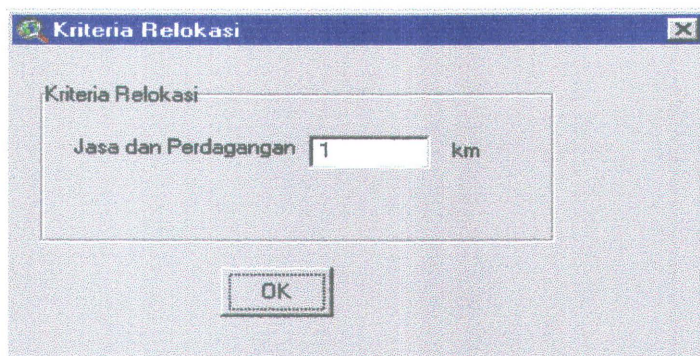 Kriteria Relokasi
Kriteria Relokasi
Jasa dan Perdagangan 1 km
OK